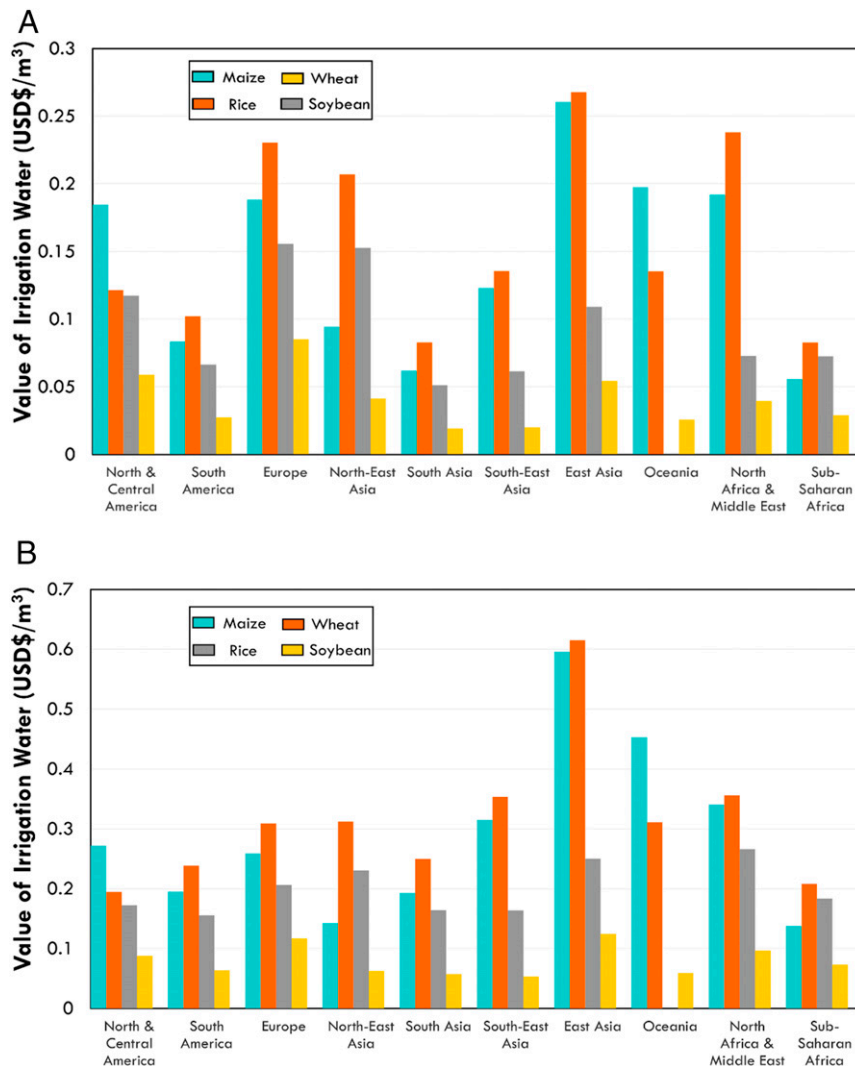 A
Value of Irrigation Water (USD$/m³)
0.3
0.25
0.2
0.15
0.1
0.05
0
Maize Wheat
Rice Soybean
North & Central America
South America
Europe
North-East Asia
South Asia
South-East Asia
East Asia
Oceania
North Africa & Middle East
Sub-Saharan Africa
B
Value of Irrigation Water (USD$/m³)
0.7
0.6
0.5
0.4
0.3
0.2
0.1
0
Maize Wheat
Rice Soybean
North & Central America
South America
Europe
North-East Asia
South Asia
South-East Asia
East Asia
Oceania
North Africa & Middle East
Sub-Saharan Africa